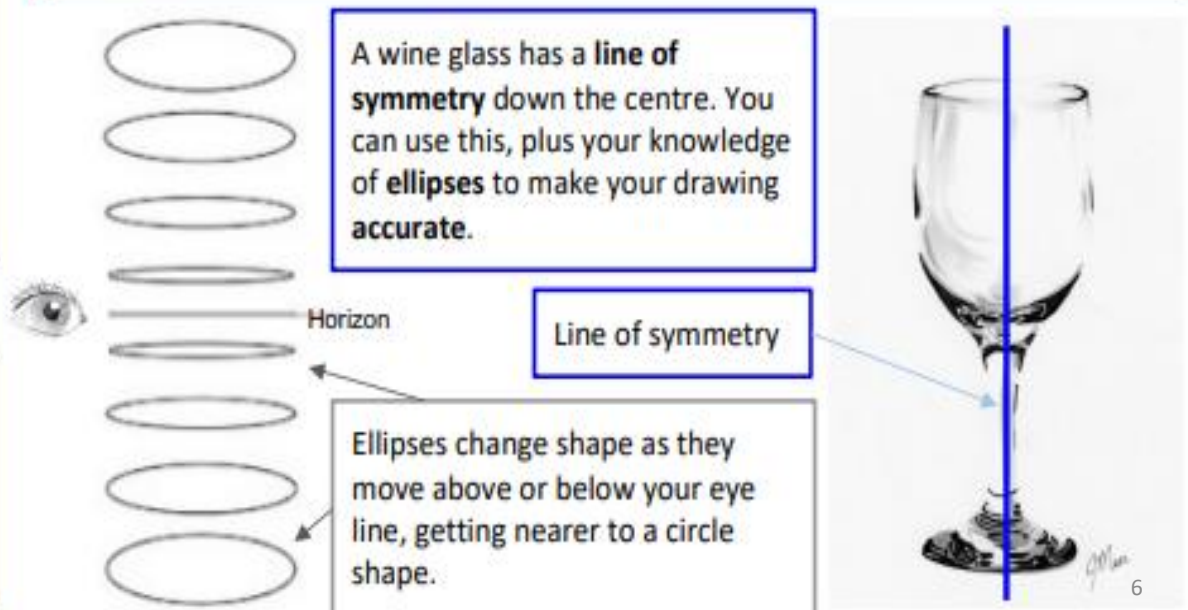 A wine glass has a line of
symmetry down the centre. You
can use this, plus your knowledge
of ellipses to make your drawing
accurate.
Horizon
Line of symmetry
Ellipses change shape as they
move above or below your eye
line, getting nearer to a circle
shape.
6